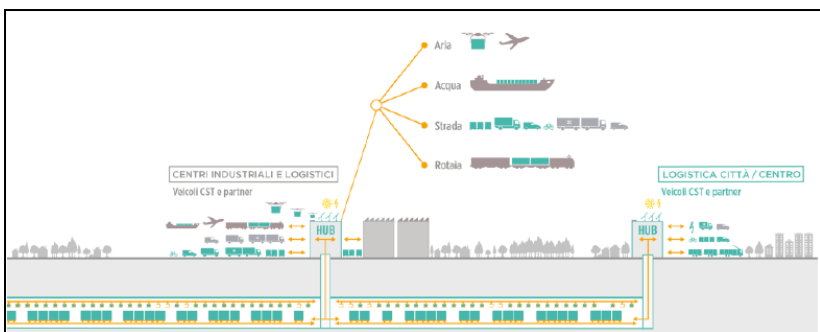 Aria
Acqua
Strada
Rotaia
CENTRI INDUSTRIALI E LOGISTICI
Veicoli CST e partner
LOGISTICA CITTÀ / CENTRO
Veicoli CST e partner
HUB
HUB